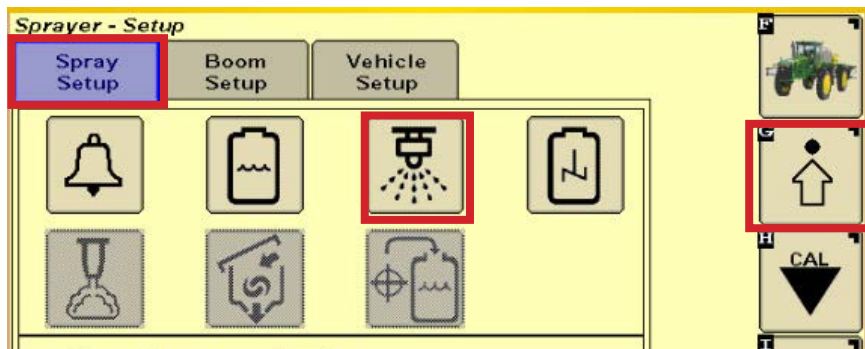 Sprayer - Setup
Spray
Setup
Boom
Setup
Vehicle
Setup
F
G
H
CAL
I